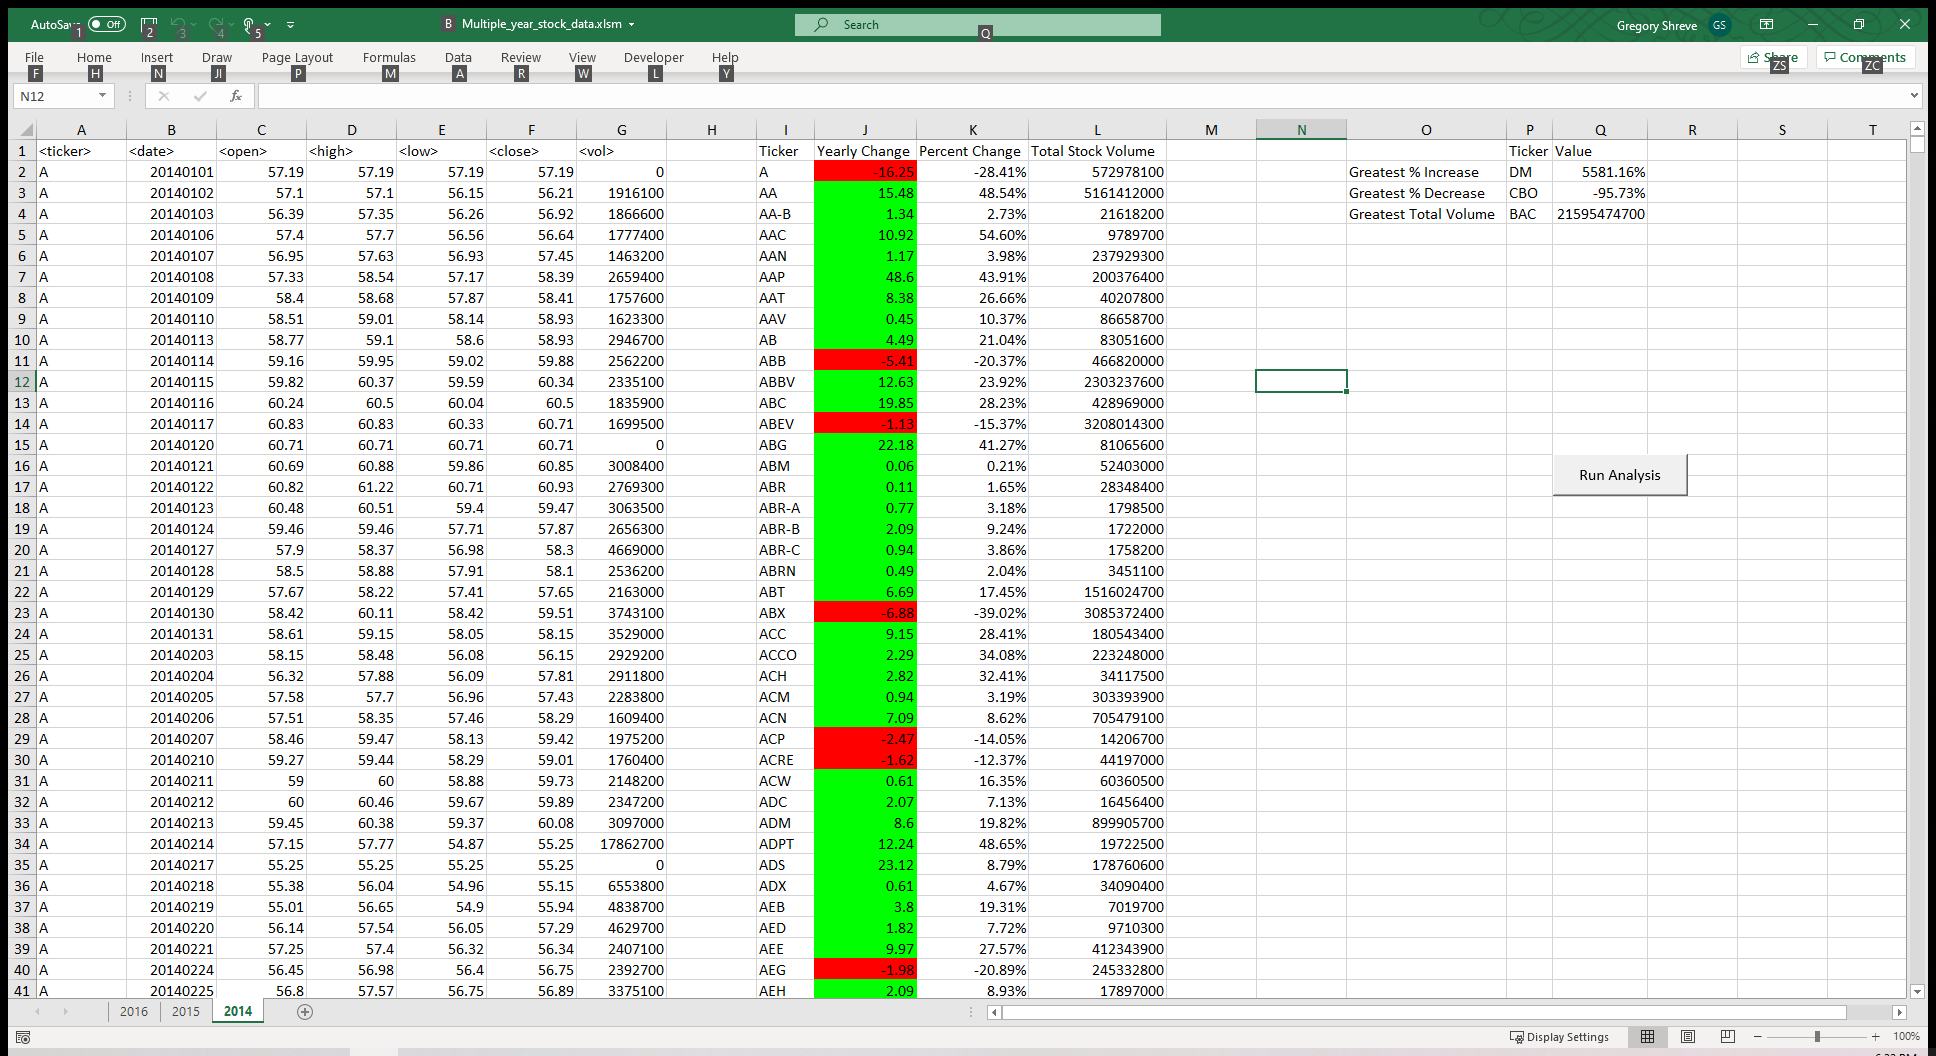 AutoSave Off 1 2 3 4 5 B Multiple_year_stock_data.xlsm Search Q Gregory Shreve GS
File Home Insert Draw Page Layout Formulas Data Review View Developer Help Share Comments
F H N JI P M A R W L Y ZS ZC
N12 fx
A B C D E F G H I J K L M N O P Q R S T
1 <ticker> <date> <open> <high> <low> <close> <vol> Ticker Yearly Change Percent Change Total Stock Volume Ticker Value
2 A 20140101 57.19 57.19 57.19 57.19 0 A -16.25 -28.41% 572978100 Greatest % Increase DM 5581.16%
3 A 20140102 57.1 57.1 56.15 56.21 1916100 AA 15.48 48.54% 5161412000 Greatest % Decrease CBO -95.73%
4 A 20140103 56.39 57.35 56.26 56.92 1866600 AA-B 1.34 2.73% 21618200 Greatest Total Volume BAC 21595474700
5 A 20140106 57.4 57.7 56.56 56.64 1777400 AAC 10.92 54.60% 9789700
6 A 20140107 56.95 57.63 56.93 57.45 1463200 AAN 1.17 3.98% 237929300
7 A 20140108 57.33 58.54 57.17 58.39 2659400 AAP 48.6 43.91% 200376400
8 A 20140109 58.4 58.68 57.87 58.41 1757600 AAT 8.38 26.66% 40207800
9 A 20140110 58.51 59.01 58.14 58.93 1623300 AAV 0.45 10.37% 86658700
10 A 20140113 58.77 59.1 58.6 58.93 2946700 AB 4.49 21.04% 83051600
11 A 20140114 59.16 59.95 59.02 59.88 2562200 ABB -5.41 -20.37% 466820000
12 A 20140115 59.82 60.37 59.59 60.34 2335100 ABBV 12.63 23.92% 2303237600
13 A 20140116 60.24 60.5 60.04 60.5 1835900 ABC 19.85 28.23% 428969000
14 A 20140117 60.83 60.83 60.33 60.71 1699500 ABEV -1.13 -15.37% 3208014300
15 A 20140120 60.71 60.71 60.71 60.71 0 ABG 22.18 41.27% 81065600
16 A 20140121 60.69 60.88 59.86 60.85 3008400 ABM 0.06 0.21% 52403000
17 A 20140122 60.82 61.22 60.71 60.93 2769300 ABR 0.11 1.65% 28348400 Run Analysis
18 A 20140123 60.48 60.51 59.4 59.47 3063500 ABR-A 0.77 3.18% 1798500
19 A 20140124 59.46 59.46 57.71 57.87 2656300 ABR-B 2.09 9.24% 1722000
20 A 20140127 57.9 58.37 56.98 58.3 4669000 ABR-C 0.94 3.86% 1758200
21 A 20140128 58.5 58.88 57.91 58.1 2536200 ABRN 0.49 2.04% 3451100
22 A 20140129 57.67 58.22 57.41 57.65 2163000 ABT 6.69 17.45% 1516024700
23 A 20140130 58.42 60.11 58.42 59.51 3743100 ABX -6.88 -39.02% 3085372400
24 A 20140131 58.61 59.15 58.05 58.15 3529000 ACC 9.15 28.41% 180543400
25 A 20140203 58.15 58.48 56.08 56.15 2929200 ACCO 2.29 34.08% 223248000
26 A 20140204 56.32 57.88 56.09 57.81 2911800 ACH 2.82 32.41% 34117500
27 A 20140205 57.58 57.7 56.96 57.43 2283800 ACM 0.94 3.19% 303393900
28 A 20140206 57.51 58.35 57.46 58.29 1609400 ACN 7.09 8.62% 705479100
29 A 20140207 58.46 59.47 58.13 59.42 1975200 ACP -2.47 -14.05% 14206700
30 A 20140210 59.27 59.44 58.29 59.01 1760400 ACRE -1.62 -12.37% 44197000
31 A 20140211 59 60 58.88 59.73 2148200 ACW 0.61 16.35% 60360500
32 A 20140212 60 60.46 59.67 59.89 2347200 ADC 2.07 7.13% 16456400
33 A 20140213 59.45 60.38 59.37 60.08 3097000 ADM 8.6 19.82% 899905700
34 A 20140214 57.15 57.77 54.87 55.25 17862700 ADPT 12.24 48.65% 19722500
35 A 20140217 55.25 55.25 55.25 55.25 0 ADS 23.12 8.79% 178760600
36 A 20140218 55.38 56.04 54.96 55.15 6553800 ADX 0.61 4.67% 34090400
37 A 20140219 55.01 56.65 54.9 55.94 4838700 AEB 3.8 19.31% 7019700
38 A 20140220 56.14 57.54 56.05 57.29 4629700 AED 1.82 7.72% 9710300
39 A 20140221 57.25 57.4 56.32 56.34 2407100 AEE 9.97 27.57% 412343900
40 A 20140224 56.45 56.98 56.4 56.75 2392700 AEG -1.98 -20.89% 245332800
41 A 20140225 56.8 57.57 56.75 56.89 3375100 AEH 2.09 8.93% 17897000
2016 2015 2014
Display Settings 100%